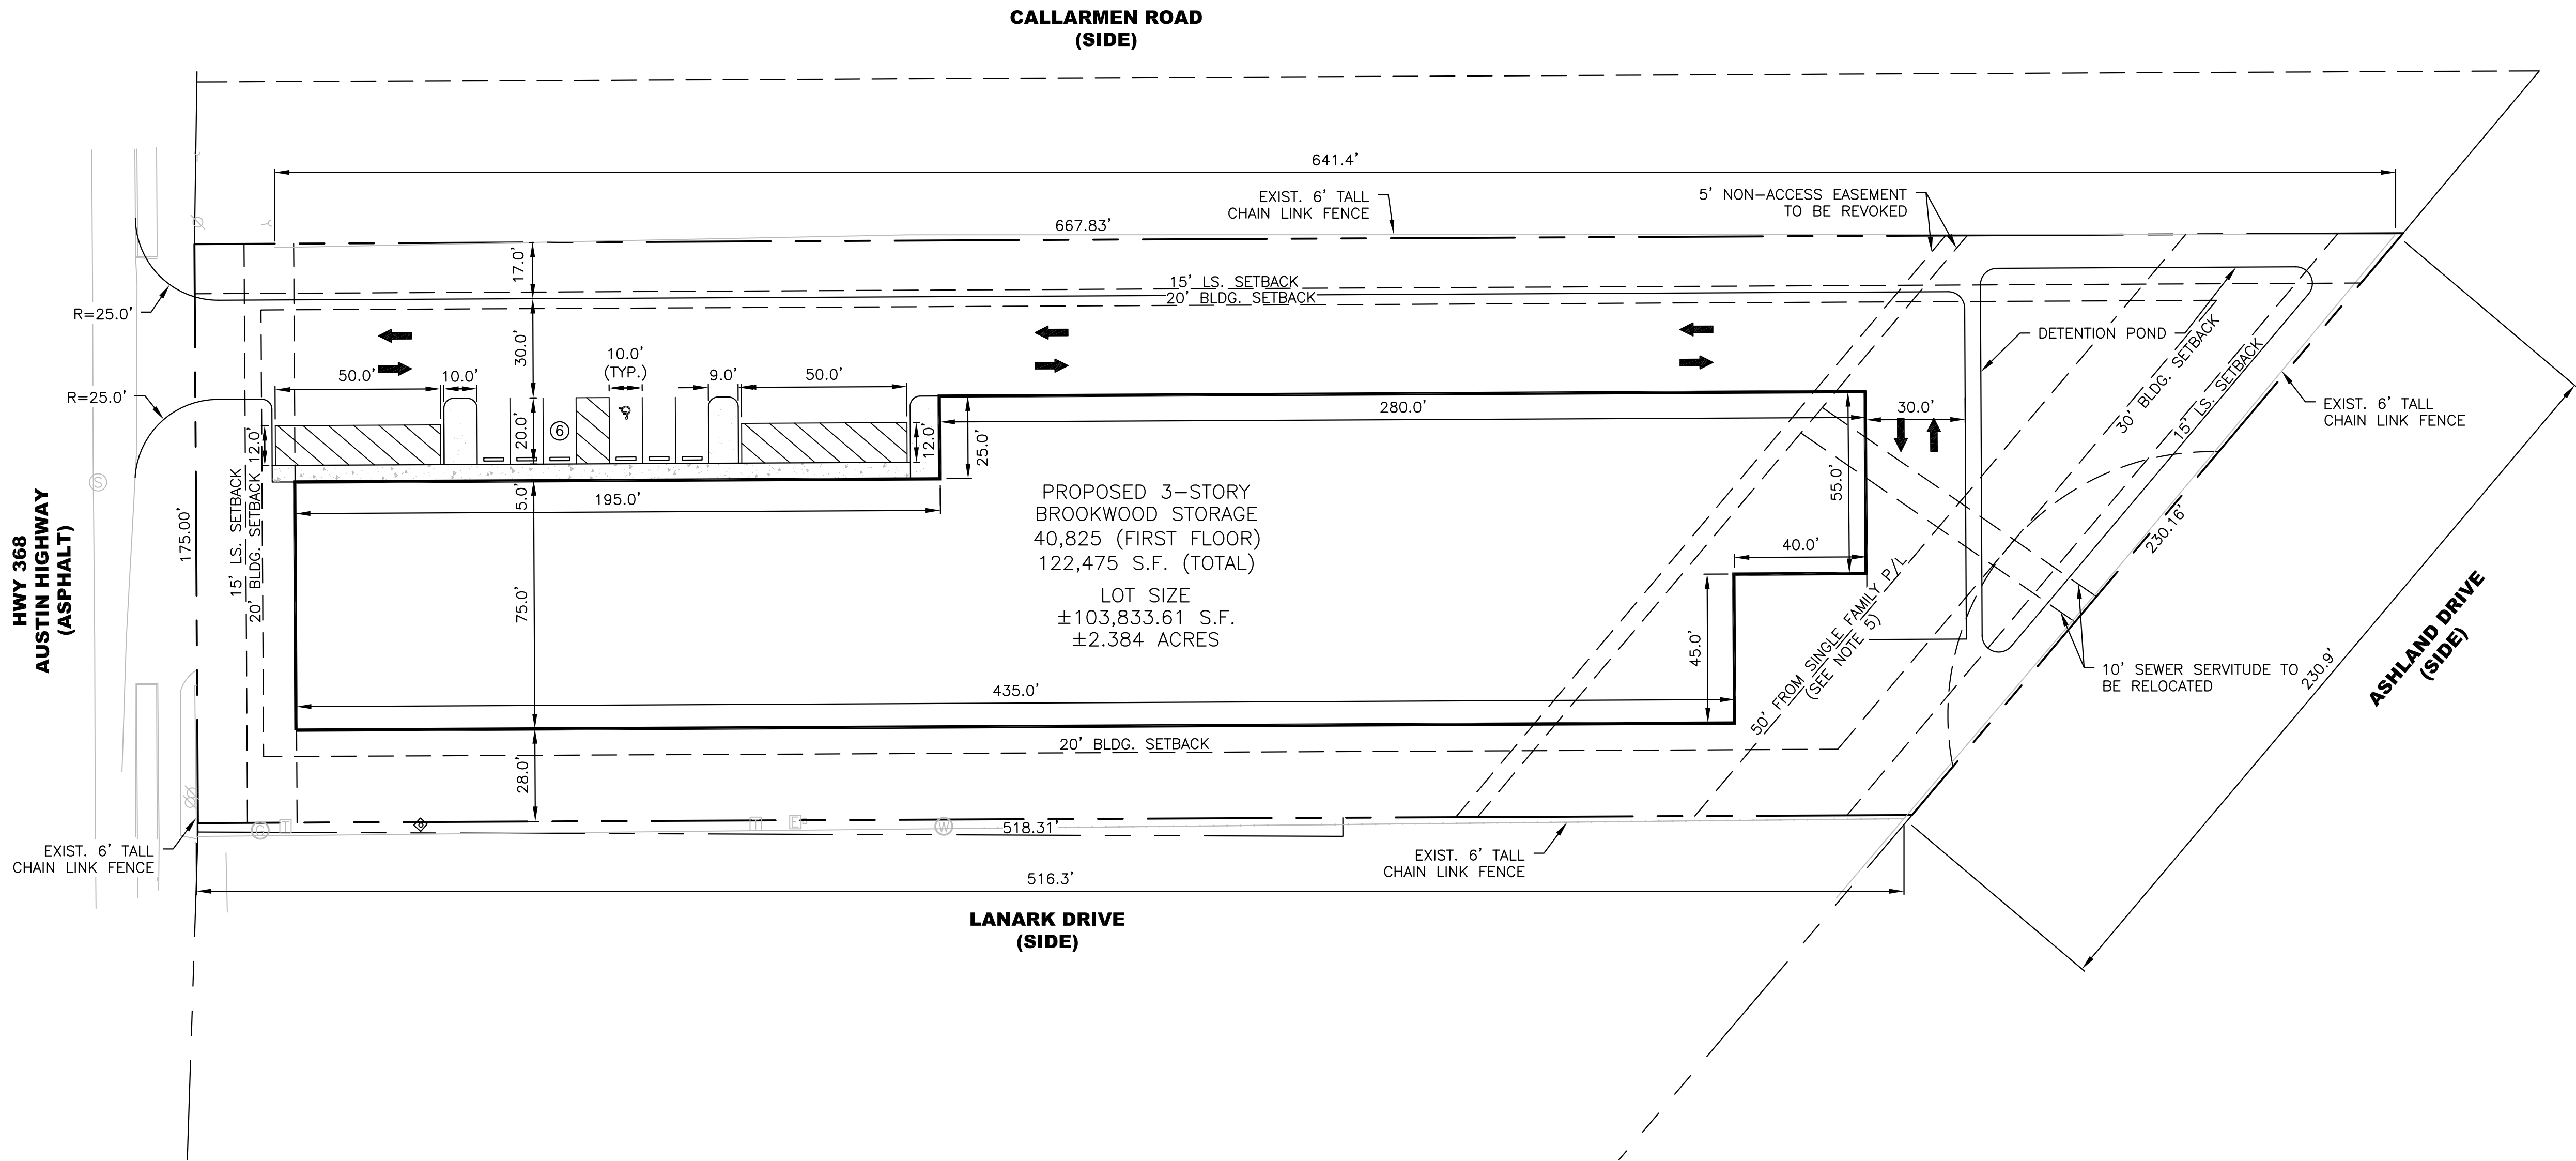 CALLARMEN ROAD
(SIDE)
641.4'
EXIST. 6' TALL
CHAIN LINK FENCE
5' NON-ACCESS EASEMENT
TO BE REVOKED
667.83'
17.0'
15' LS. SETBACK
20' BLDG. SETBACK
R=25.0'
30.0'
DETENTION POND
30' BLDG. SETBACK
15' LS. SETBACK
10.0'
(TYP.)
50.0'
10.0'
9.0'
50.0'
R=25.0'
280.0'
30.0'
EXIST. 6' TALL
CHAIN LINK FENCE
12.0'
20.0'
6
12.0'
25.0'
55.0'
S
15' LS. SETBACK
20' BLDG. SETBACK
5.0'
195.0'
PROPOSED 3-STORY
BROOKWOOD STORAGE
40,825 (FIRST FLOOR)
122,475 S.F. (TOTAL)
LOT SIZE
±103,833.61 S.F.
±2.384 ACRES
HWY 368
AUSTIN HIGHWAY
(ASPHALT)
175.00'
75.0'
40.0'
230.16'
45.0'
50' FROM SINGLE FAMILY P/L
(SEE NOTE 5)
10' SEWER SERVITUDE TO
BE RELOCATED
230.9'
ASHLAND DRIVE
(SIDE)
435.0'
20' BLDG. SETBACK
28.0'
C
T
T
E
W
518.31'
EXIST. 6' TALL
CHAIN LINK FENCE
EXIST. 6' TALL
CHAIN LINK FENCE
516.3'
LANARK DRIVE
(SIDE)